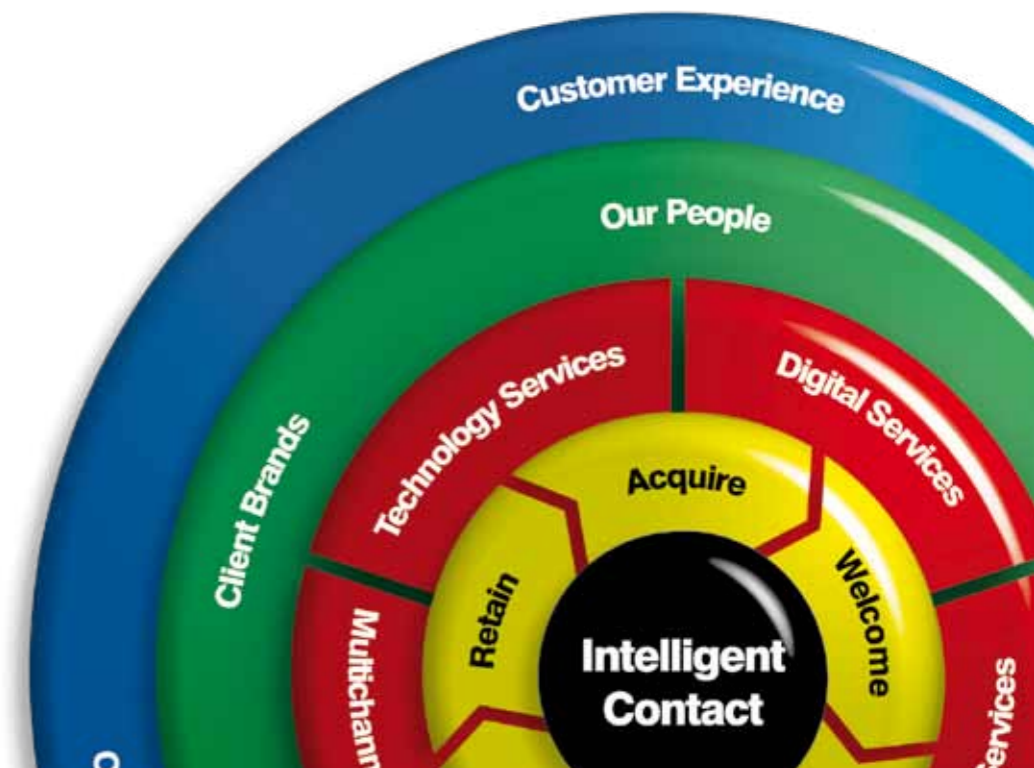 Customer Experience
Our People
Client Brands
Technology Services
Digital Services
Acquire
Retain
Welcome
Intelligent
Contact